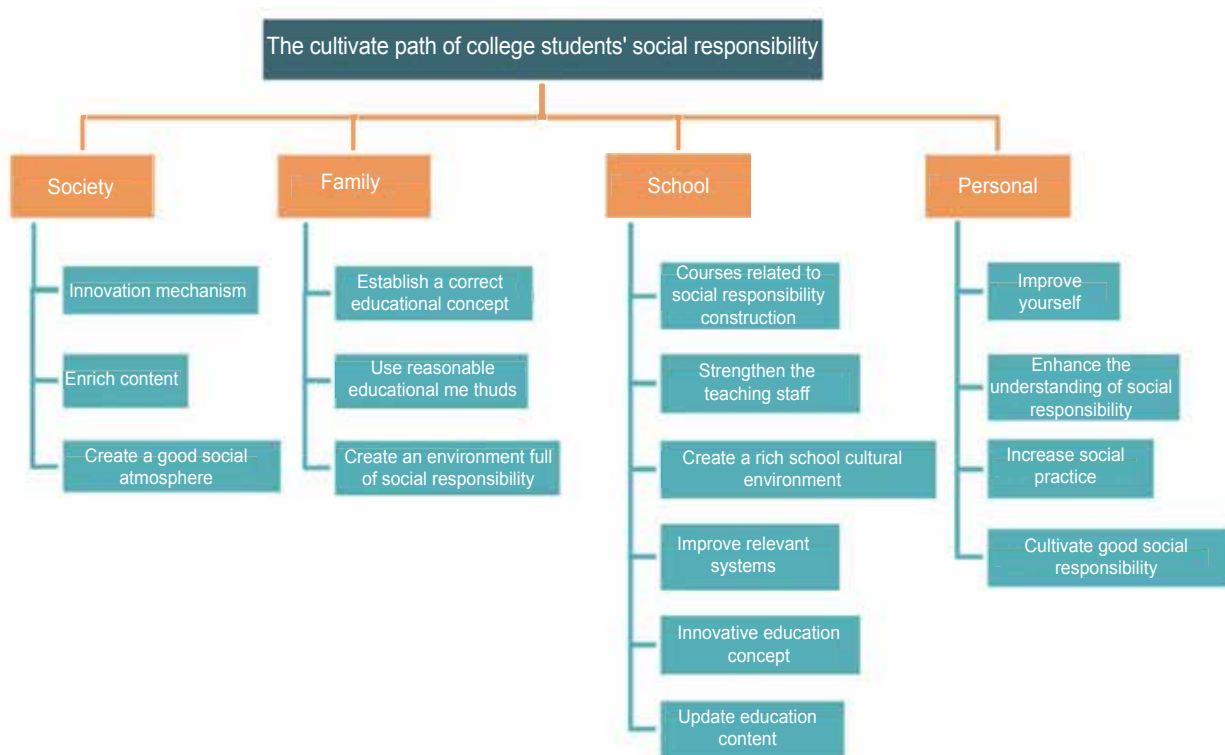 The cultivate path of college students' social responsibility
Society
Family
School
Personal
Innovation mechanism
Enrich content
Create a good social
atmosphere
Establish a correct
educational concept
Use reasonable
educational me thuds
Create an environment full
of social responsibility
Courses related to
social responsibility
construction
Strengthen the
teaching staff
Create a rich school cultural
environment
Improve relevant
systems
Innovative education
concept
Update education
content
Improve
yourself
Enhance the
understanding of social
responsibility
Increase social
practice
Cultivate good social
responsibility